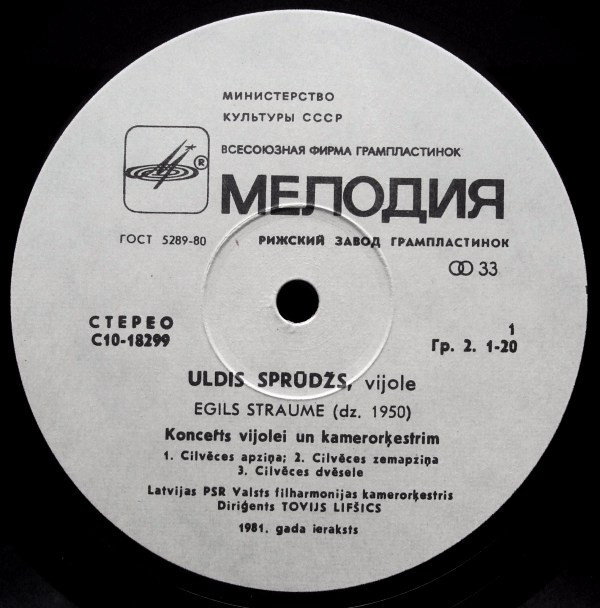 МИНИСТЕРСТВО
КУЛЬТУРЫ СССР
ВСЕСОЮЗНАЯ ФИРМА ГРАМПЛАСТИНОК
®
МЕЛОДИЯ
ГОСТ 5289-80
РИЖСКИЙ ЗАВОД ГРАМПЛАСТИНОК
33
СТЕРЕО
С10-18299
1
Гр. 2. 1-20
ULDIS SPRŪDŽS, vijole
EGILS STRAUME (dz. 1950)
Koncerts vijolei un kamerorķestrim
1. Cilvēces apziņa; 2. Cilvēces zemapziņa
3. Cilvēces dvēsele
Latvijas PSR Valsts filharmonijas kamerorķestris
Diriģents TOVIJS LIFŠICS
1981. gada ieraksts